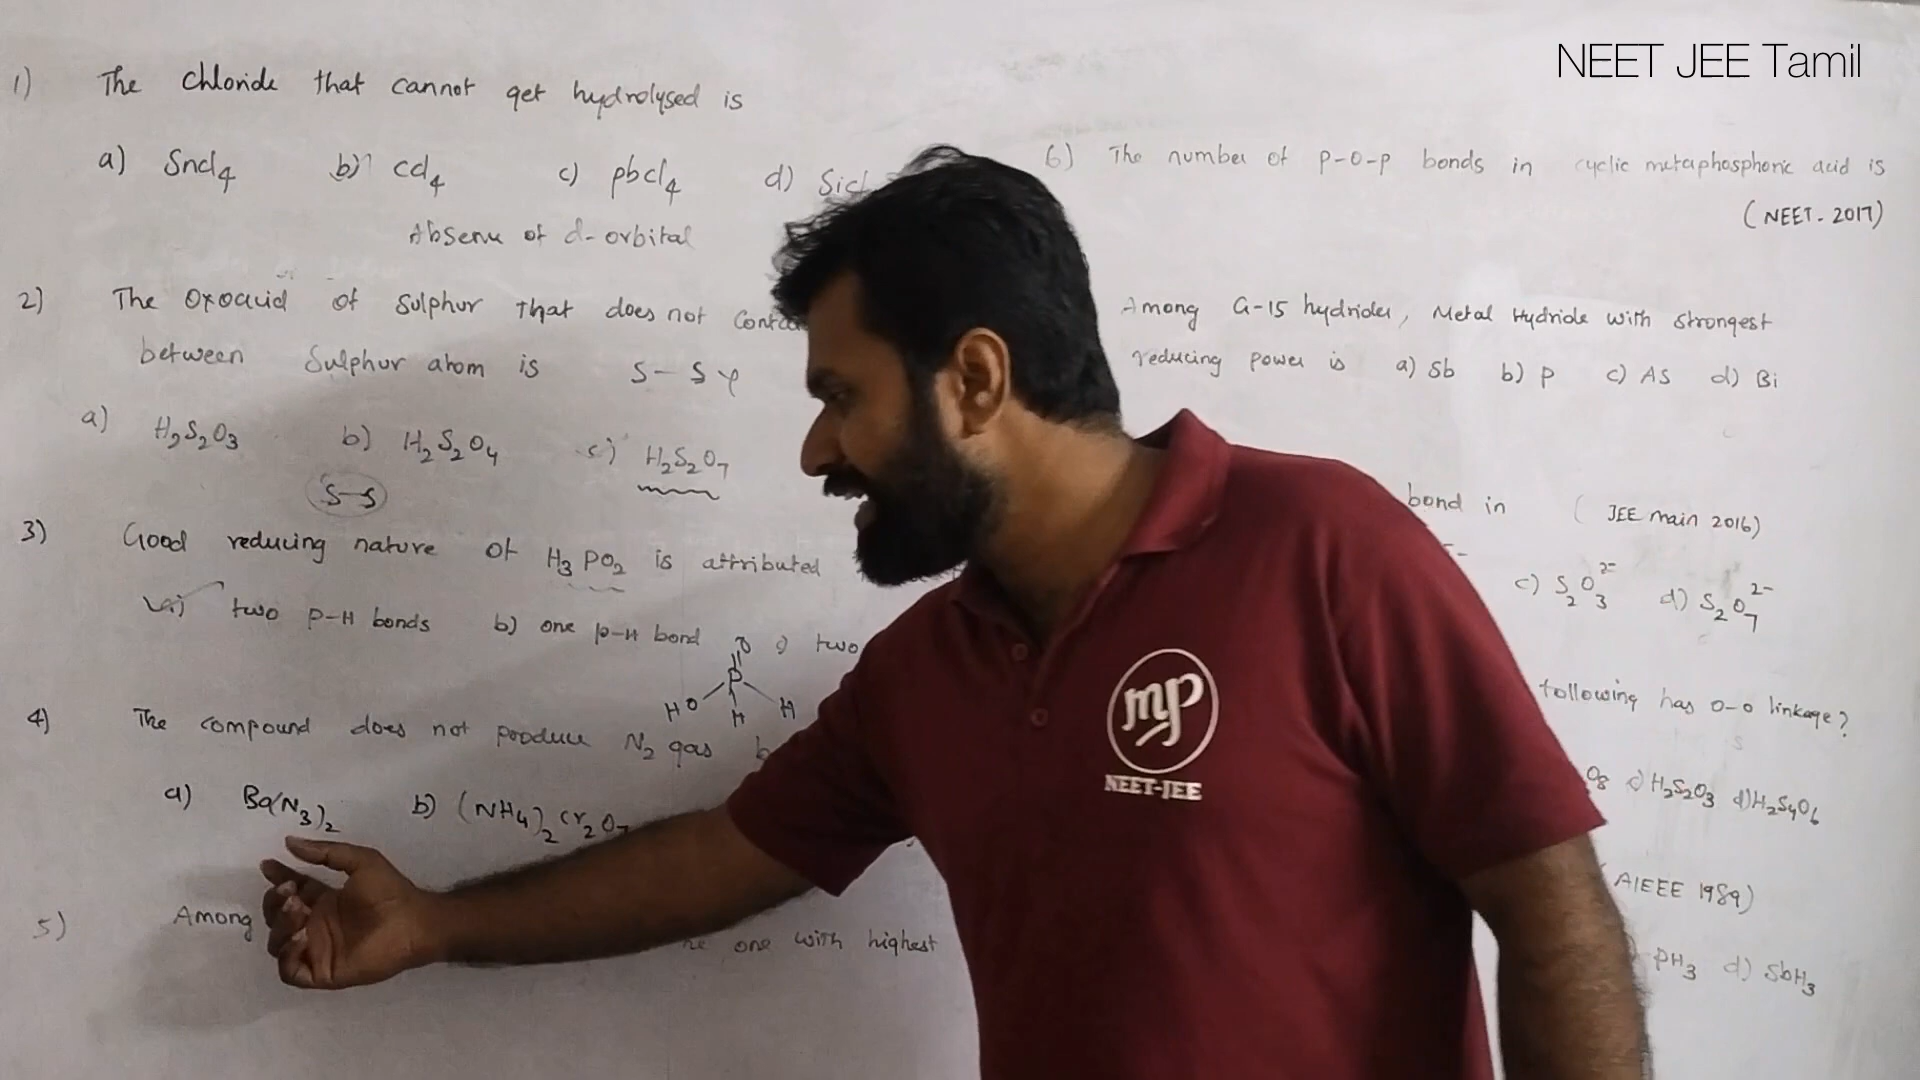 NEET JEE Tamil
1) The chloride that cannot get hydrolysed is
a) SnCl4 b) CCl4 c) pbcl4 d)
Absence of d-orbital
2) The Oxoacid of sulphur that does not
between Sulphur atom is S-S
a) H2S2O3 b) H2S2O4 c) H2S2O7
S-S
3) Good reducing nature of H3PO2 is attributed
a) two p-H bonds b) one p-H bond c) two
O
P
HO H H
4) The compound does not produce N2 gas
a) Ba(N3)2 b) (NH4)2Cr2O7
5) Among
one with highest
6) The number of P-O-P bonds in cyclic metaphosphoric acid is
(NEET-2017)
Among G-15 hydrides, Metal Hydride with strongest
reducing power is a) Sb b) P c) AS d) Bi
bond in (JEE main 2016)
c) S2O3 2- d) S2O7 2-
following has O-O linkage?
O8 c) H2S2O3 d) H2S4O6
AIEEE 1989)
PH3 d) SbH3
mp
NEET-JEE